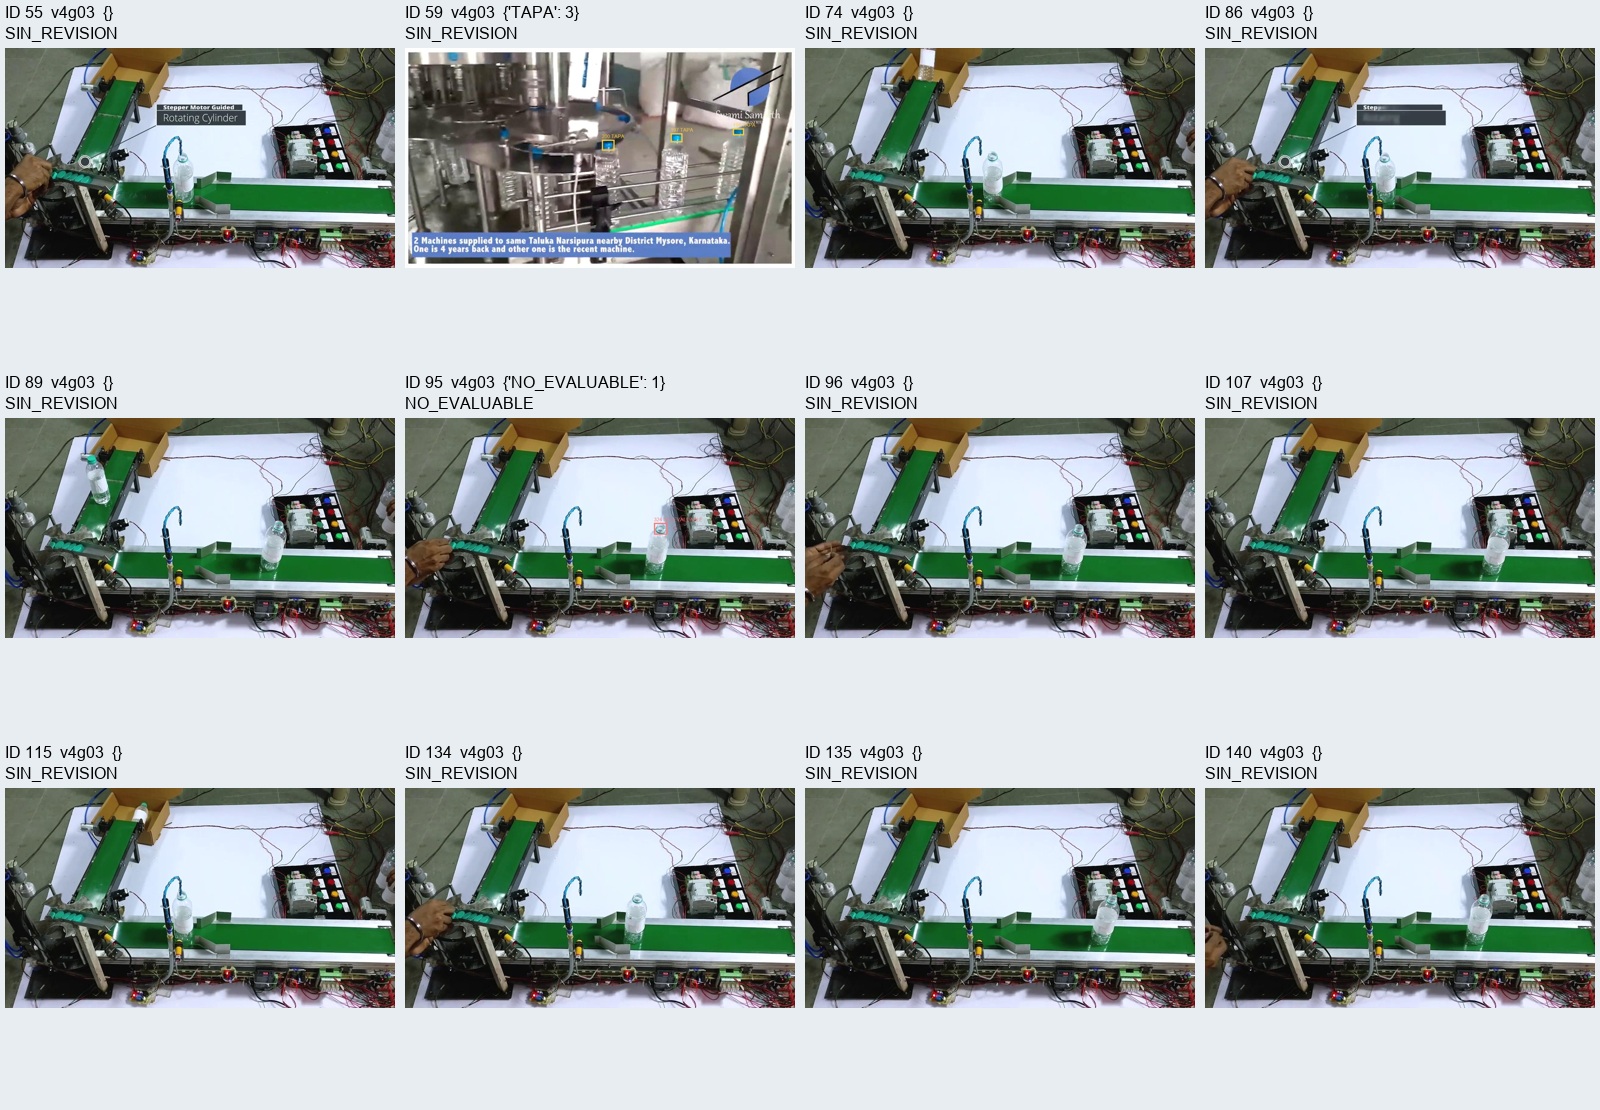 ID 55 v4g03 {}
SIN_REVISION
Stepper Motor Guided
Rotating Cylinder
ID 59 v4g03 {'TAPA': 3}
SIN_REVISION
Swami Samarth
TAPA
TAPA
2 Machines supplied to same Taluka Narsipura nearby District Mysore, Karnataka.
One is 4 years back and other one is the recent machine.
ID 74 v4g03 {}
SIN_REVISION
ID 86 v4g03 {}
SIN_REVISION
ID 89 v4g03 {}
SIN_REVISION
ID 95 v4g03 {'NO_EVALUABLE': 1}
NO_EVALUABLE
ID 96 v4g03 {}
SIN_REVISION
ID 107 v4g03 {}
SIN_REVISION
ID 115 v4g03 {}
SIN_REVISION
ID 134 v4g03 {}
SIN_REVISION
ID 135 v4g03 {}
SIN_REVISION
ID 140 v4g03 {}
SIN_REVISION